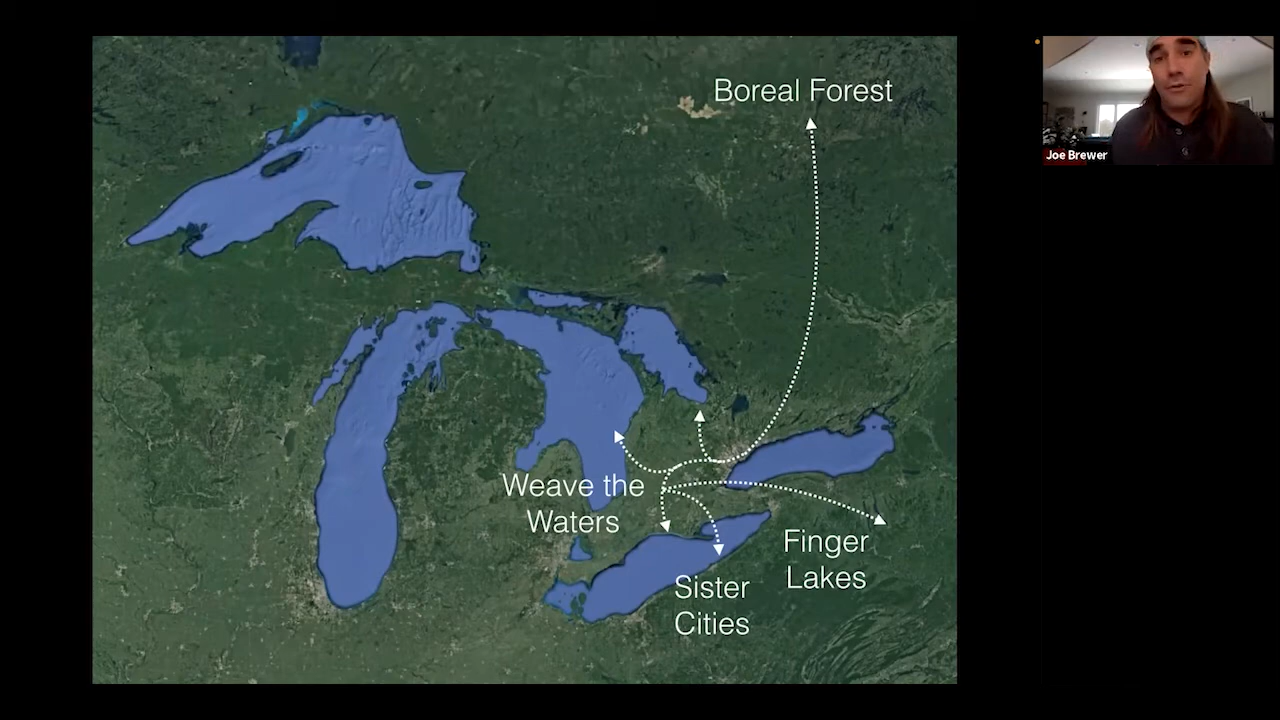 Boreal Forest
Joe Brewer
Weave the
Waters
Finger
Lakes
Sister
Cities